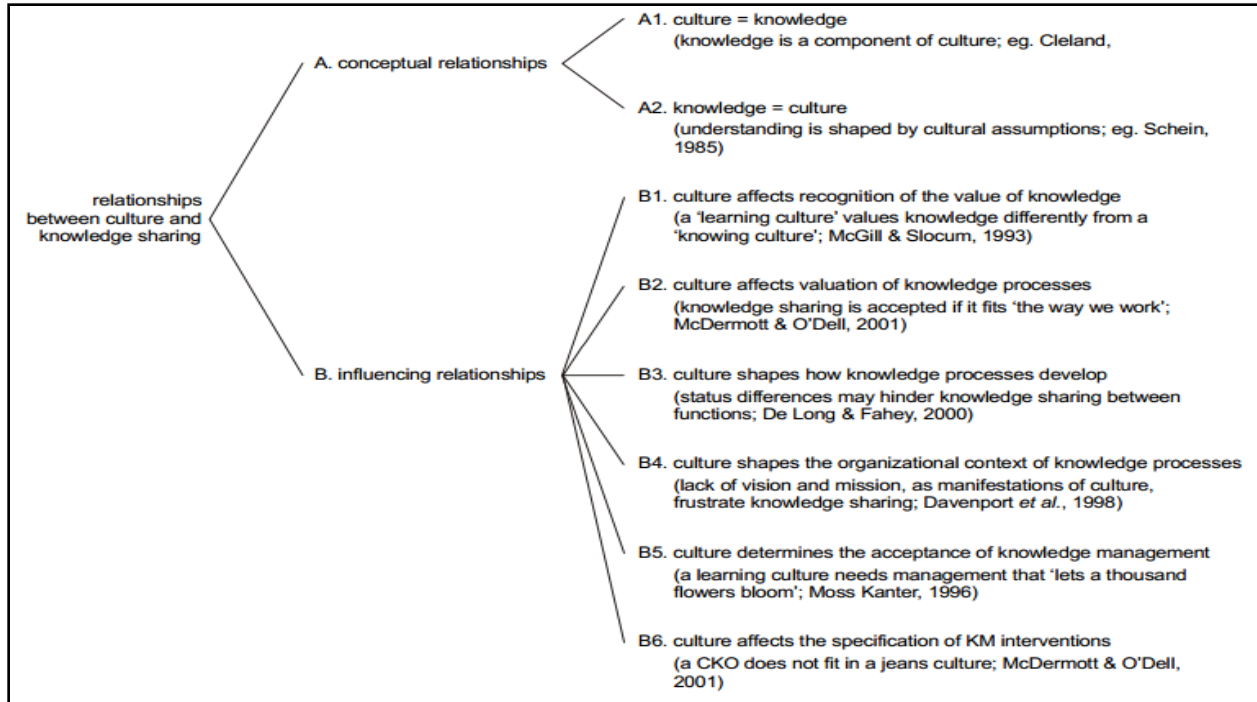 relationships
between culture and
knowledge sharing
A. conceptual relationships
A1. culture = knowledge
(knowledge is a component of culture; eg. Cleland,
A2. knowledge = culture
(understanding is shaped by cultural assumptions; eg. Schein,
1985)
B. influencing relationships
B1. culture affects recognition of the value of knowledge
(a ‘learning culture’ values knowledge differently from a
‘knowing culture’; McGill & Slocum, 1993)
B2. culture affects valuation of knowledge processes
(knowledge sharing is accepted if it fits ‘the way we work’;
McDermott & O’Dell, 2001)
B3. culture shapes how knowledge processes develop
(status differences may hinder knowledge sharing between
functions; De Long & Fahey, 2000)
B4. culture shapes the organizational context of knowledge processes
(lack of vision and mission, as manifestations of culture,
frustrate knowledge sharing; Davenport et al., 1998)
B5. culture determines the acceptance of knowledge management
(a learning culture needs management that ‘lets a thousand
flowers bloom’; Moss Kanter, 1996)
B6. culture affects the specification of KM interventions
(a CKO does not fit in a jeans culture; McDermott & O’Dell,
2001)